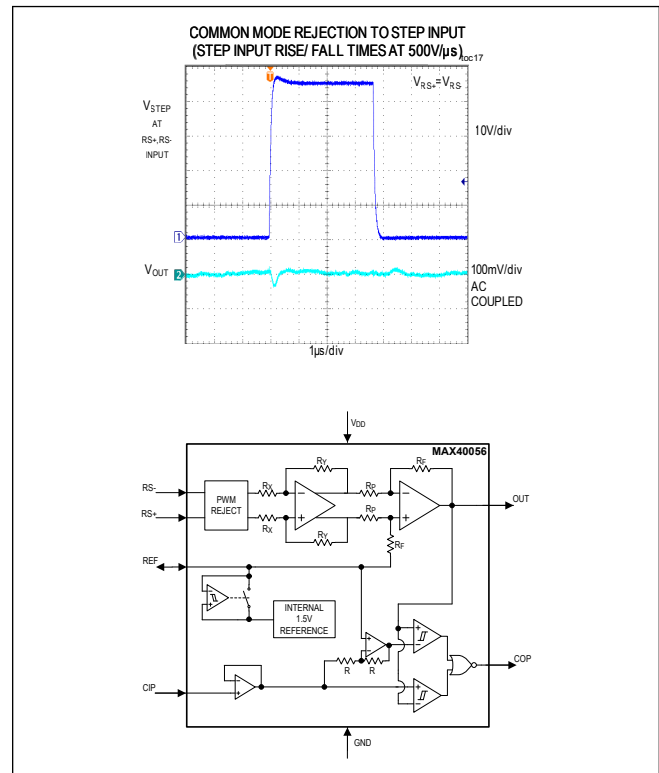 COMMON MODE REJECTION TO STEP INPUT
(STEP INPUT RISE/ FALL TIMES AT 500V/µs)
toc17
VRS+=VRS-
VSTEP
AT
RS+,RS-
INPUT
10V/div
1
VOUT
2
100mV/div
AC
COUPLED
1µs/div
VDD
MAX40056
RY
RF
RS-
RX
RP
OUT
PWM
REJECT
RS+
RX
RP
RY
RF
REF
INTERNAL
1.5V
REFERENCE
R
R
COP
CIP
GND